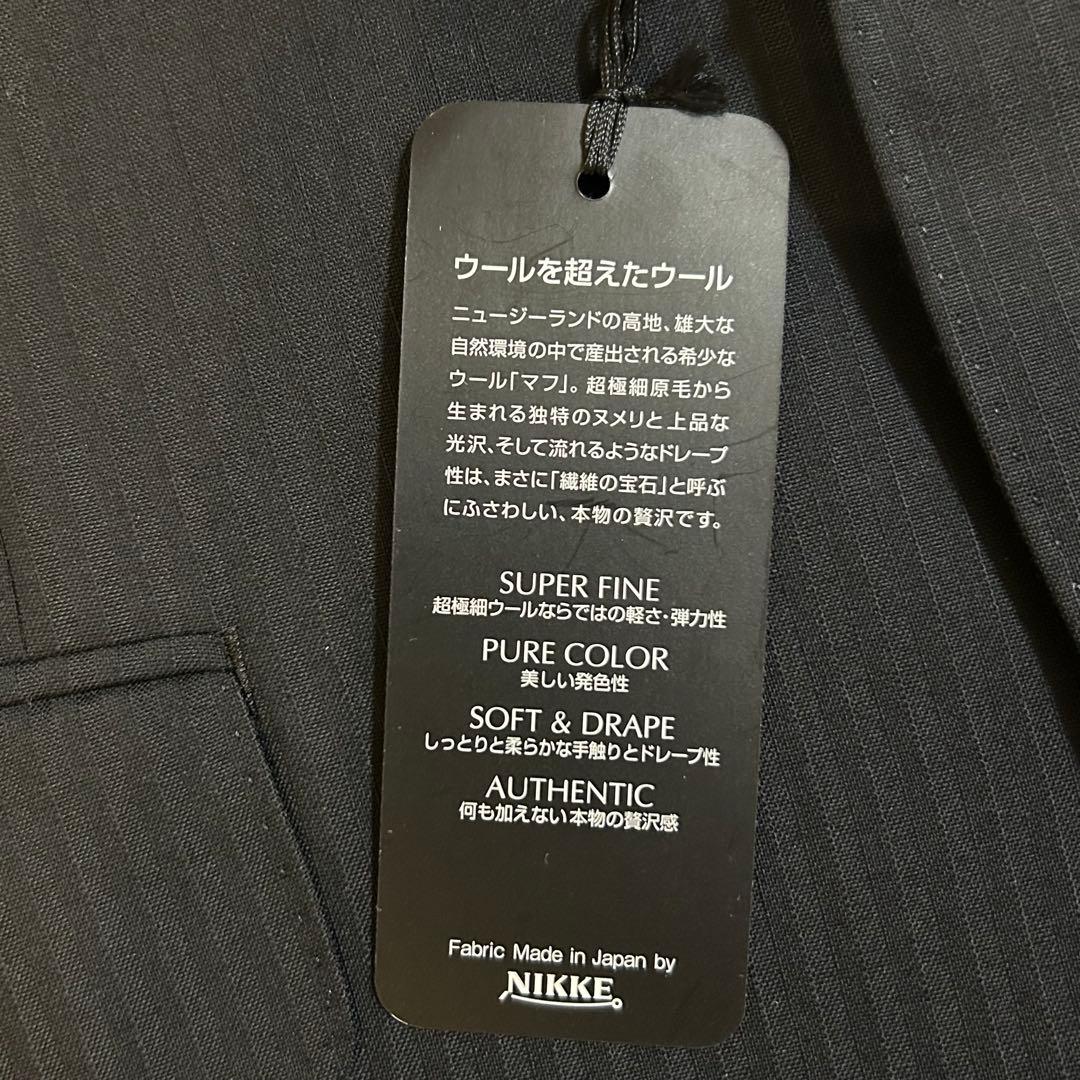 ウールを超えたウール
ニュージーランドの高地、雄大な
自然環境の中で産出される希少な
ウール「マフ」。超極細原毛から
生まれる独特のヌメリと上品な
光沢、そして流れるようなドレープ
性は、まさに「繊維の宝石」と呼ぶ
にふさわしい、本物の贅沢です。
SUPER FINE
超極細ウールならではの軽さ・弾力性
PURE COLOR
美しい発色性
SOFT & DRAPE
しっとりと柔らかな手触りとドレープ性
AUTHENTIC
何も加えない本物の贅沢感
Fabric Made in Japan by
NIKKE